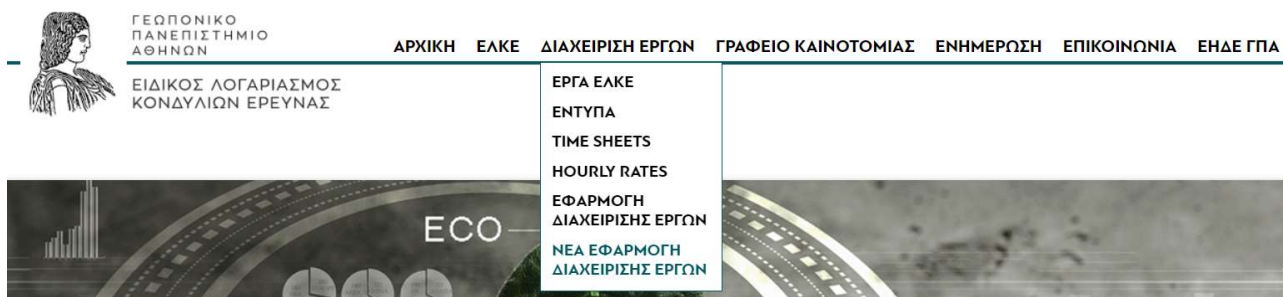 ΓΕΩΠΟΝΙΚΟ
ΠΑΝΕΠΙΣΤΗΜΙΟ
ΑΘΗΝΩΝ
ΕΙΔΙΚΟΣ ΛΟΓΑΡΙΑΣΜΟΣ
ΚΟΝΔΥΛΙΩΝ ΕΡΕΥΝΑΣ
ΑΡΧΙΚΗ ΕΛΚΕ ΔΙΑΧΕΙΡΙΣΗ ΕΡΓΩΝ ΓΡΑΦΕΙΟ ΚΑΙΝΟΤΟΜΙΑΣ ΕΝΗΜΕΡΩΣΗ ΕΠΙΚΟΙΝΩΝΙΑ ΕΗΔΕ ΓΠΑ
ΕΡΓΑ ΕΛΚΕ
ΕΝΤΥΠΑ
TIME SHEETS
HOURLY RATES
ΕΦΑΡΜΟΓΗ
ΔΙΑΧΕΙΡΙΣΗΣ ΕΡΓΩΝ
ΝΕΑ ΕΦΑΡΜΟΓΗ
ΔΙΑΧΕΙΡΙΣΗΣ ΕΡΓΩΝ
ECO